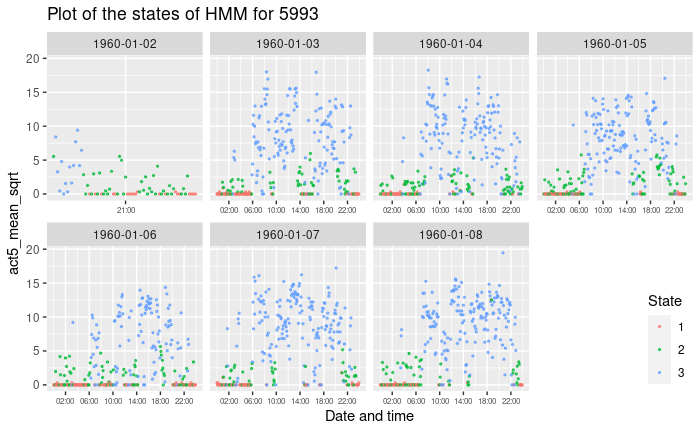 Plot of the states of HMM for 5993
1960-01-02 1960-01-03 1960-01-04 1960-01-05
20
15
10
5
0
21:00 02:00 06:00 10:00 14:00 18:00 22:00 02:00 06:00 10:00 14:00 18:00 22:00 02:00 06:00 10:00 14:00 18:00 22:00
act5_mean_sqrt
1960-01-06 1960-01-07 1960-01-08
20
15
10
5
0
02:00 06:00 10:00 14:00 18:00 22:00 02:00 06:00 10:00 14:00 18:00 22:00 02:00 06:00 10:00 14:00 18:00 22:00
Date and time
State
1
2
3